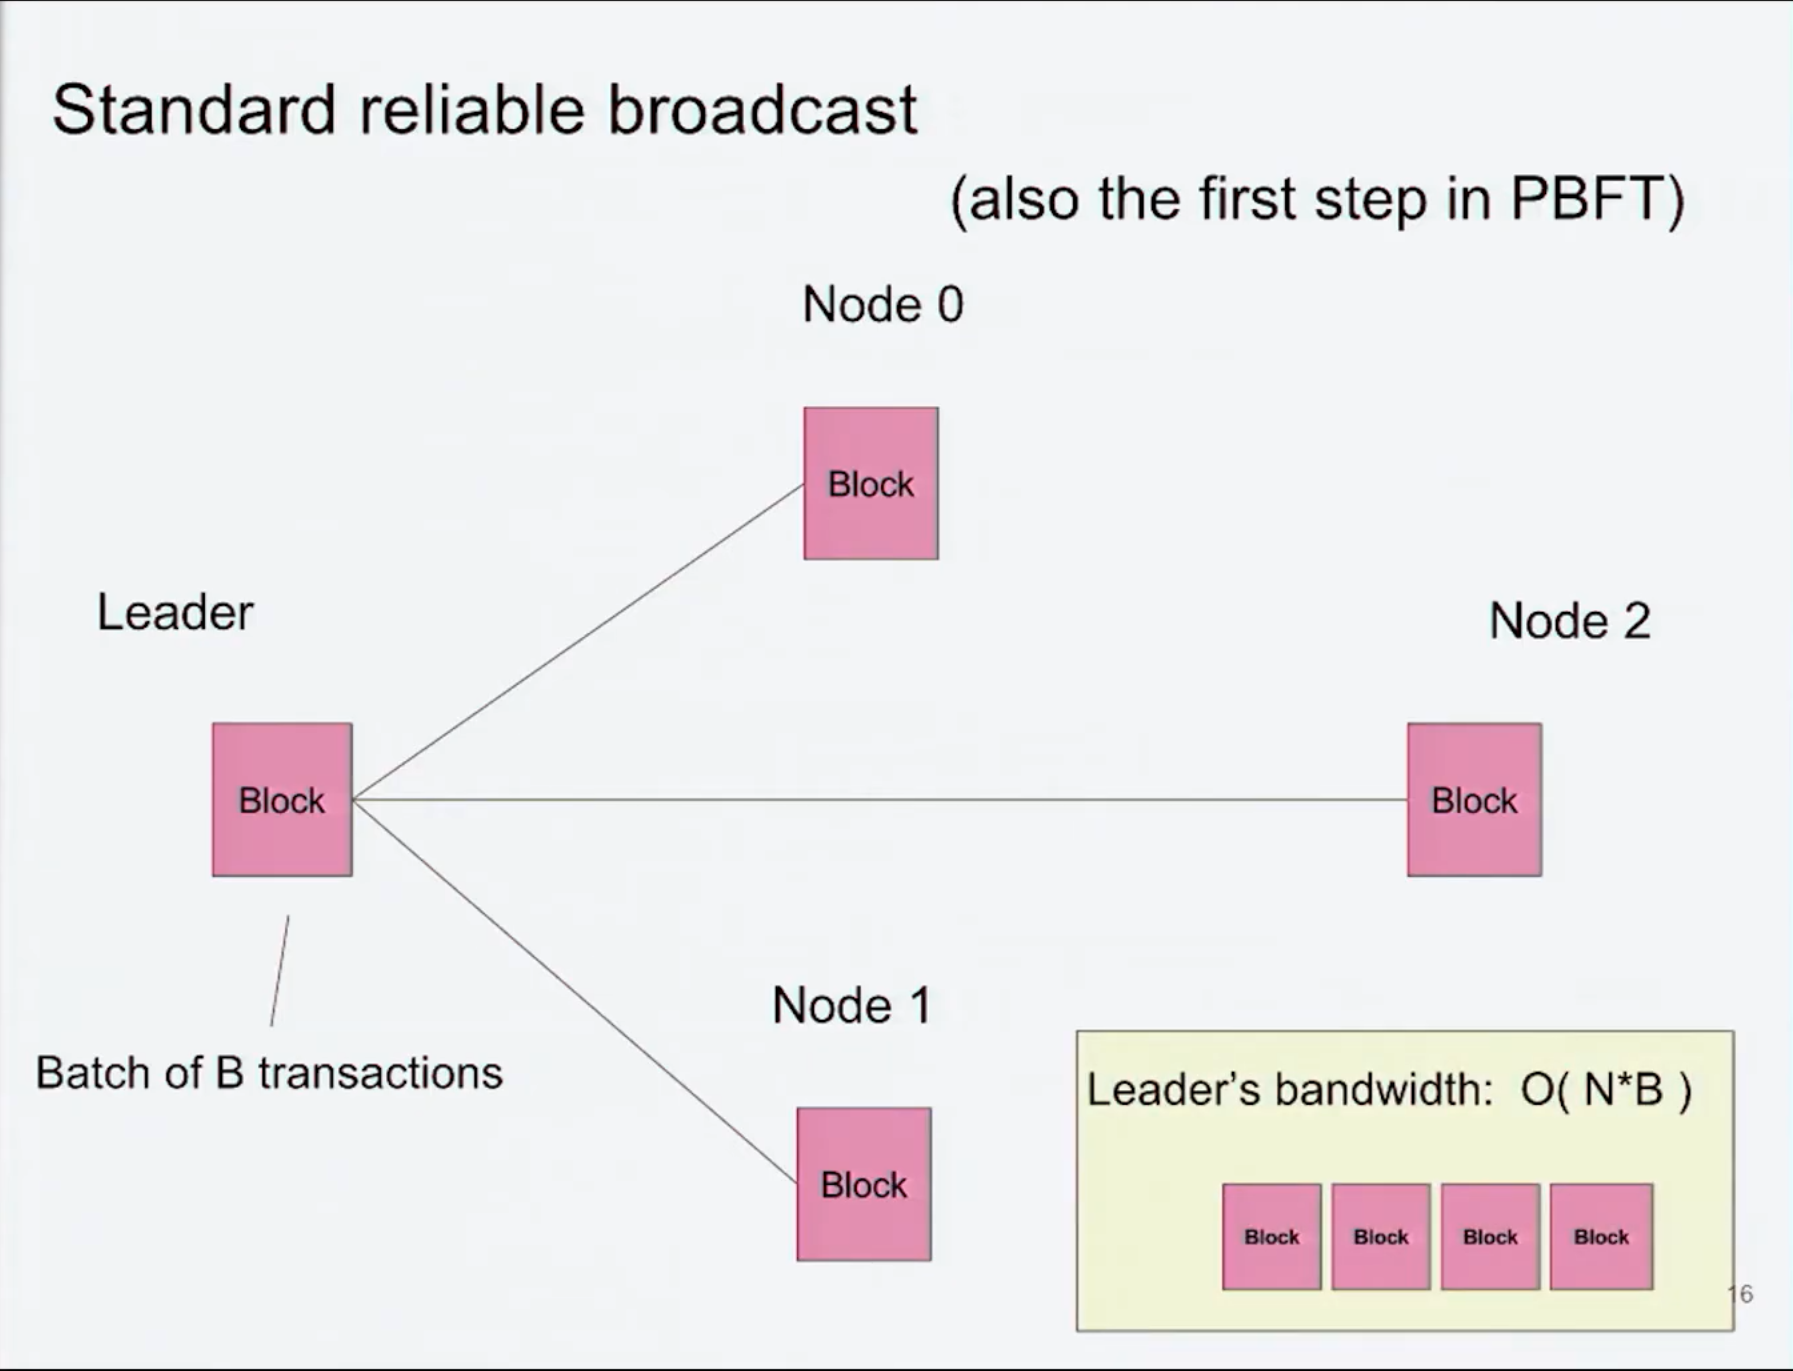 Standard reliable broadcast
(also the first step in PBFT)
Node 0
Block
Leader
Node 2
Block
Block
Node 1
Batch of B transactions
Block
Leader’s bandwidth: O( N*B )
Block Block Block Block
16